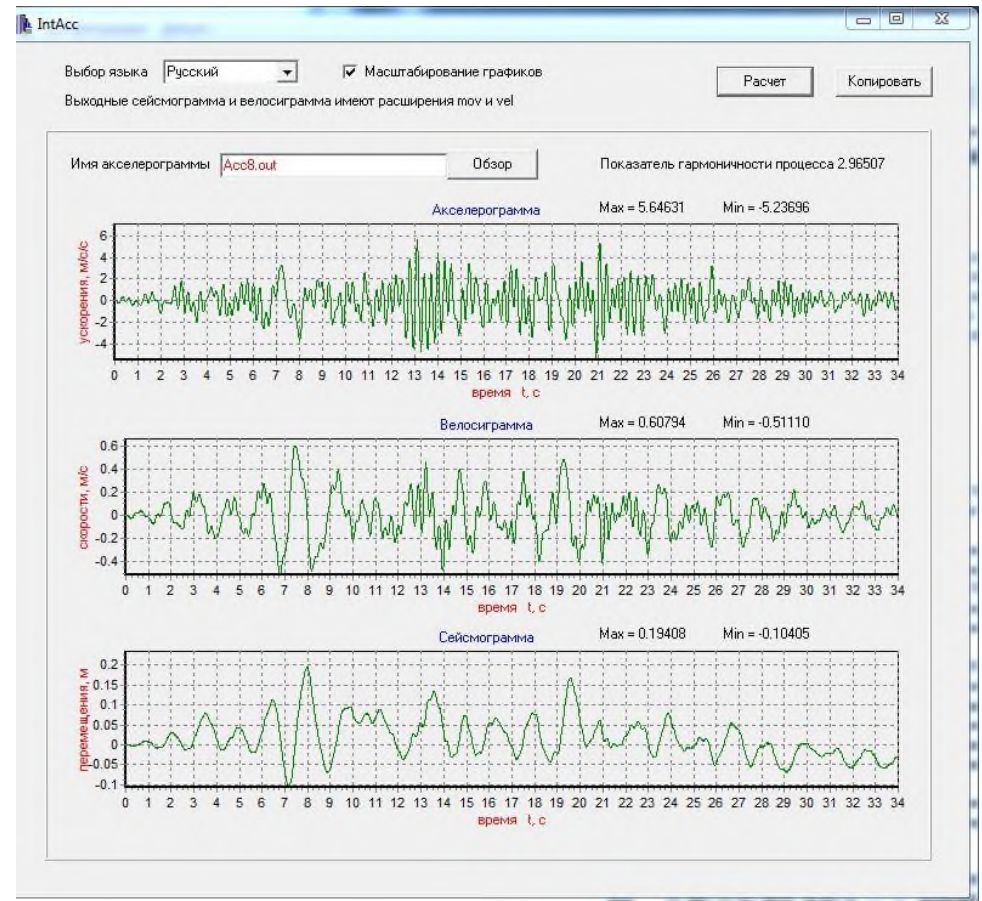 IntAcc
Выбор языка Русский Масштабирование графиков Расчет Копировать
Выходные сейсмограмма и велосиграмма имеют расширения mov и vel
Имя акселерограммы Acc8.out Обзор Показатель гармоничности процесса 2.96507
Акселерограмма Max = 5.64631 Min = -5.23696
ускорения, м/с/с
6
4
2
0
-2
-4
0 1 2 3 4 5 6 7 8 9 10 11 12 13 14 15 16 17 18 19 20 21 22 23 24 25 26 27 28 29 30 31 32 33 34
время t, с
Велосиграмма Max = 0.60794 Min = -0.51110
скорости, м/с
0.6
0.4
0.2
0
-0.2
-0.4
0 1 2 3 4 5 6 7 8 9 10 11 12 13 14 15 16 17 18 19 20 21 22 23 24 25 26 27 28 29 30 31 32 33 34
время t, с
Сейсмограмма Max = 0.19408 Min = -0.10405
перемещения, м
0.2
0.15
0.1
0.05
0
-0.05
-0.1
0 1 2 3 4 5 6 7 8 9 10 11 12 13 14 15 16 17 18 19 20 21 22 23 24 25 26 27 28 29 30 31 32 33 34
время t, с